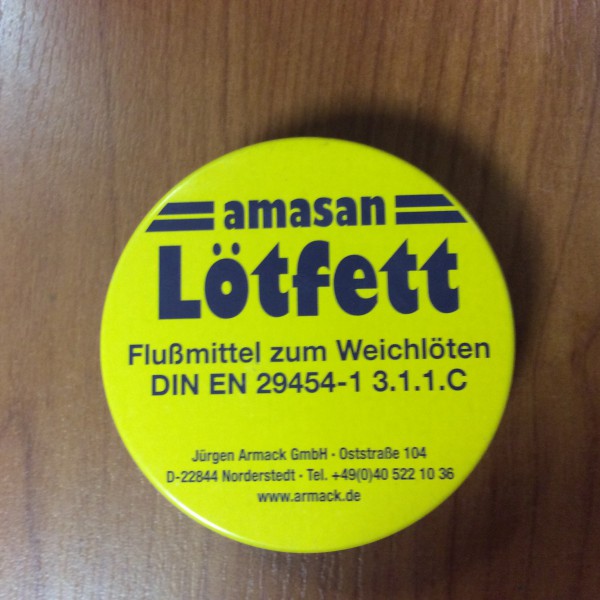 amasan
Lötfett
Flußmittel zum Weichlöten
DIN EN 29454-1 3.1.1.C
Jürgen Armack GmbH · Oststraße 104
D-22844 Norderstedt · Tel. +49(0)40 522 10 36
www.armack.de